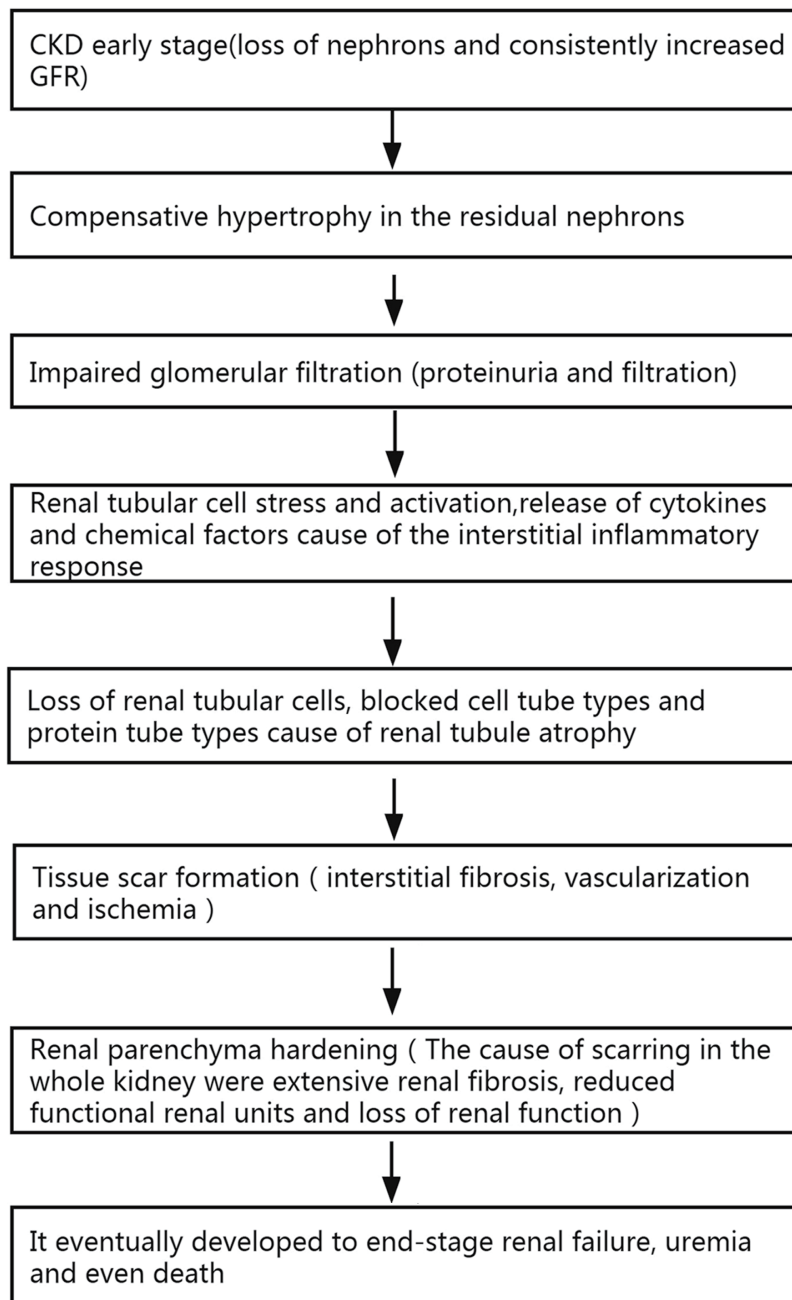 CKD early stage(loss of nephrons and consistently increased
GFR)
Compensative hypertrophy in the residual nephrons
Impaired glomerular filtration (proteinuria and filtration)
Renal tubular cell stress and activation,release of cytokines
and chemical factors cause of the interstitial inflammatory
response
Loss of renal tubular cells, blocked cell tube types and
protein tube types cause of renal tubule atrophy
Tissue scar formation ( interstitial fibrosis, vascularization
and ischemia )
Renal parenchyma hardening ( The cause of scarring in the
whole kidney were extensive renal fibrosis, reduced
functional renal units and loss of renal function )
It eventually developed to end-stage renal failure, uremia
and even death